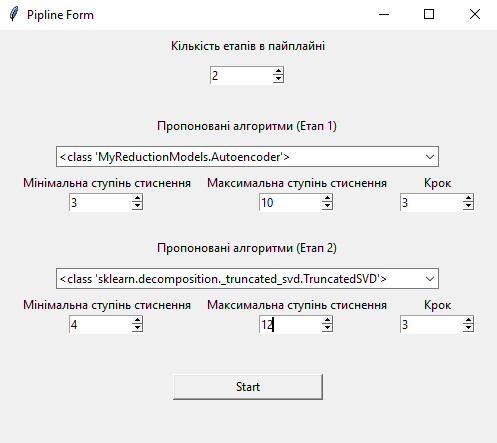 Pipline Form
Кількість етапів в пайплайні
2
Пропоновані алгоритми (Етап 1)
<class 'MyReductionModels.Autoencoder'>
Мінімальна ступінь стиснення Максимальна ступінь стиснення Крок
3 10 3
Пропоновані алгоритми (Етап 2)
<class 'sklearn.decomposition._truncated_svd.TruncatedSVD'>
Мінімальна ступінь стиснення Максимальна ступінь стиснення Крок
4 12 3
Start